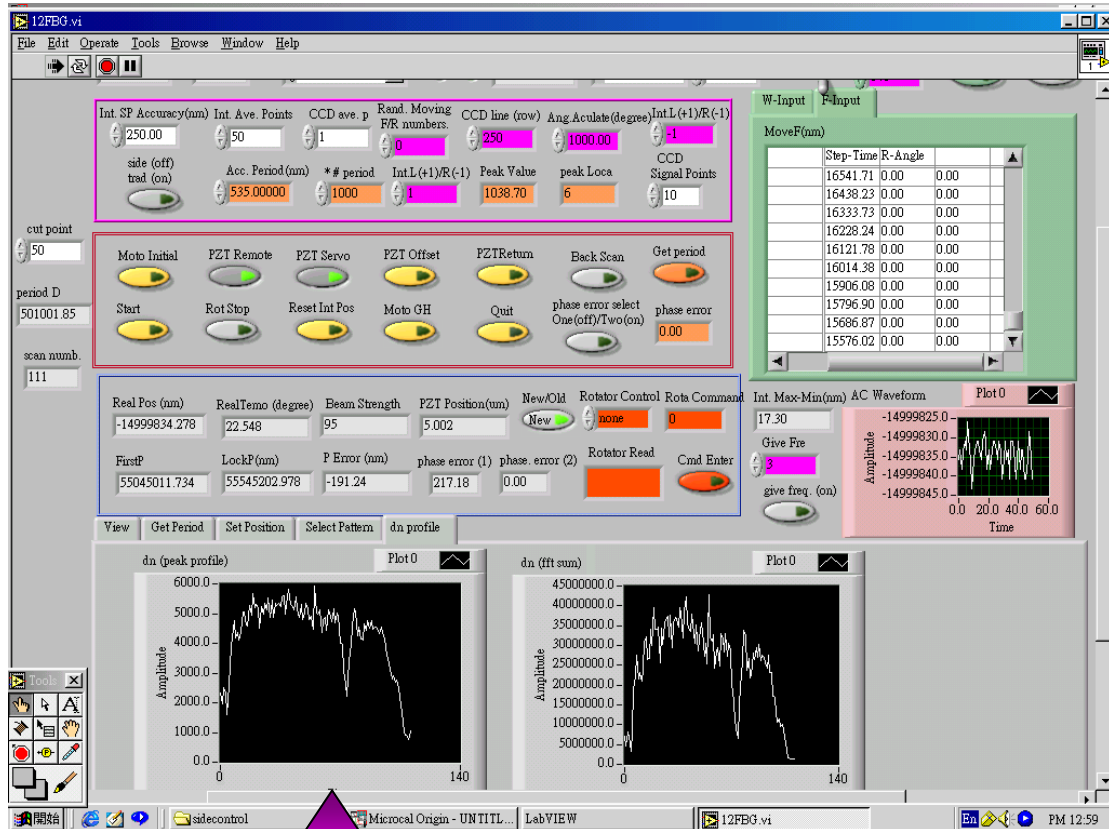 12FBG.vi
File Edit Operate Tools Browse Window Help
1
Int. SP Accuracy(nm) Int. Ave. Points CCD ave. p Rand. Moving F/R numbers. CCD line (row) Ang.Aculate(degree) Int.L(+1)/R(-1)
250.00 50 1 0 250 1000.00 -1
side (off)
trad (on)
Acc. Period(nm) *# period Int.L(+1)/R(-1) Peak Value peak Loca CCD Signal Points
535.00000 1000 1 1038.70 6 10
cut point
50
period D
501001.85
scan numb.
111
Moto Initial PZT Remote PZT Servo PZT Offset PZTReturn Back Scan Get period
Start Rot Stop Reset Int Pos Moto GH Quit phase error select One(off)/Two(on) phase error
0.00
Real Pos (nm) RealTemo (degree) Beam Strength PZT Position(um) New/Old Rotator Control Rota Command
-14999834.278 22.548 95 5.002 New none 0
FirstP LockP(nm) P Error (nm) phase error (1) phase. error (2) Rotator Read Cmd Enter
55045011.734 55545202.978 -191.24 217.18 0.00
W-Input F-Input
MoveF(nm)
Step-Time R-Angle
16541.71 0.00 0.00
16438.23 0.00 0.00
16333.73 0.00 0.00
16228.24 0.00 0.00
16121.78 0.00 0.00
16014.38 0.00 0.00
15906.08 0.00 0.00
15796.90 0.00 0.00
15686.87 0.00 0.00
15576.02 0.00 0.00
Int. Max-Min(nm)
17.30
Give Fre
3
give freq. (on)
AC Waveform Plot 0
-14999825.0
-14999830.0
-14999835.0
-14999840.0
-14999845.0
Amplitude
0.0 20.0 40.0 60.0
Time
View Get Period Set Position Select Pattern dn profile
dn (peak profile) Plot 0
6000.0
5000.0
4000.0
3000.0
2000.0
1000.0
0.0
Amplitude
0 140
dn (fft sum) Plot 0
45000000.0
40000000.0
35000000.0
30000000.0
25000000.0
20000000.0
15000000.0
10000000.0
5000000.0
0.0
Amplitude
0 140
Tools
A
P
開始 sidecontrol Microcal Origin - UNTITL... LabVIEW 12FBG.vi En PM 12:59